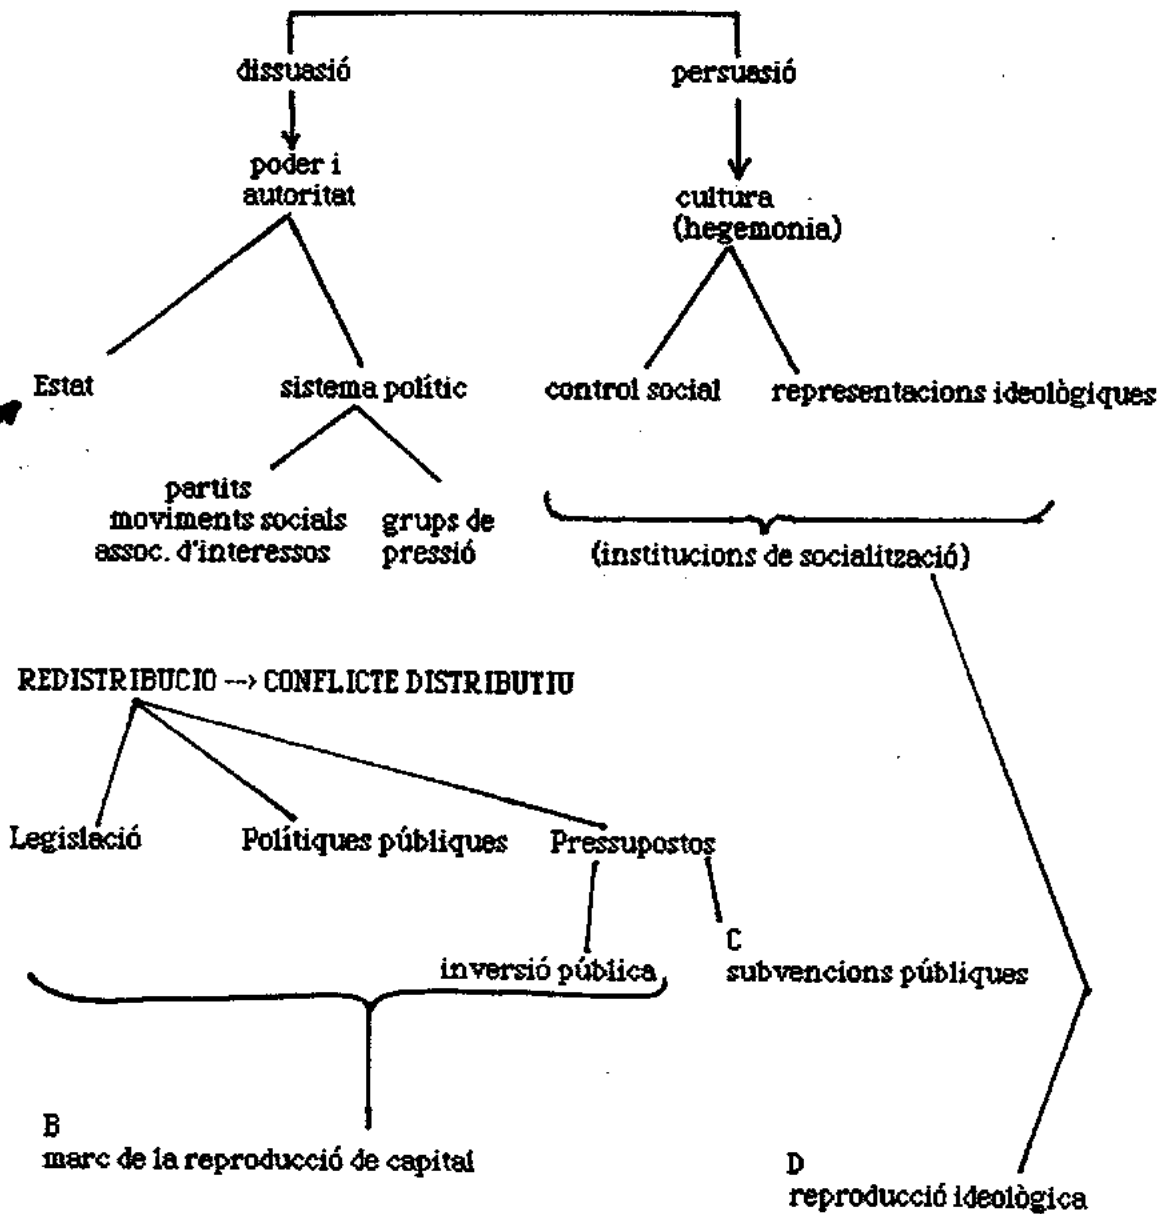 dissuasió
persuasió
poder i
autoritat
cultura
(hegemonia)
Estat
sistema polític
control social
representacions ideològiques
partits
moviments socials
assoc. d'interessos
grups de
pressió
(institucions de socialització)
REDISTRIBUCIO --> CONFLICTE DISTRIBUTIU
Legislació
Polítiques públiques
Pressupostos
inversió pública
C
subvencions públiques
B
marc de la reproducció de capital
D
reproducció ideològica